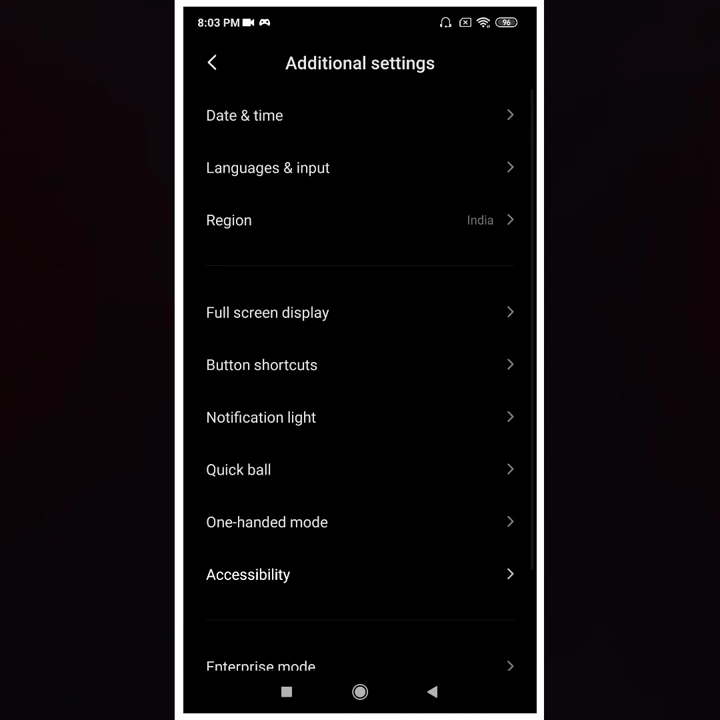 8:03 PM 96
Additional settings
Date & time
Languages & input
Region India
Full screen display
Button shortcuts
Notification light
Quick ball
One-handed mode
Accessibility
Enterprise mode